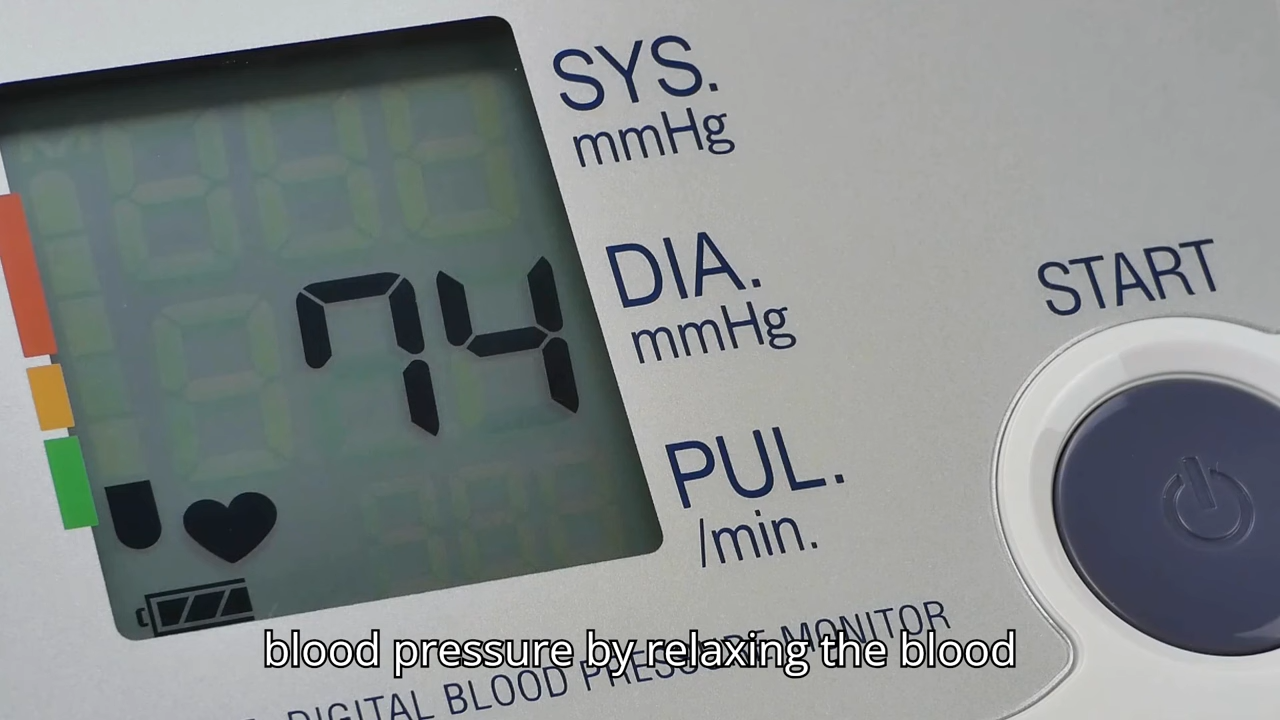 SYS.
mmHg
74
DIA.
mmHg
START
PUL.
/min.
DIGITAL BLOOD PRESSURE MONITOR
blood pressure by relaxing the blood